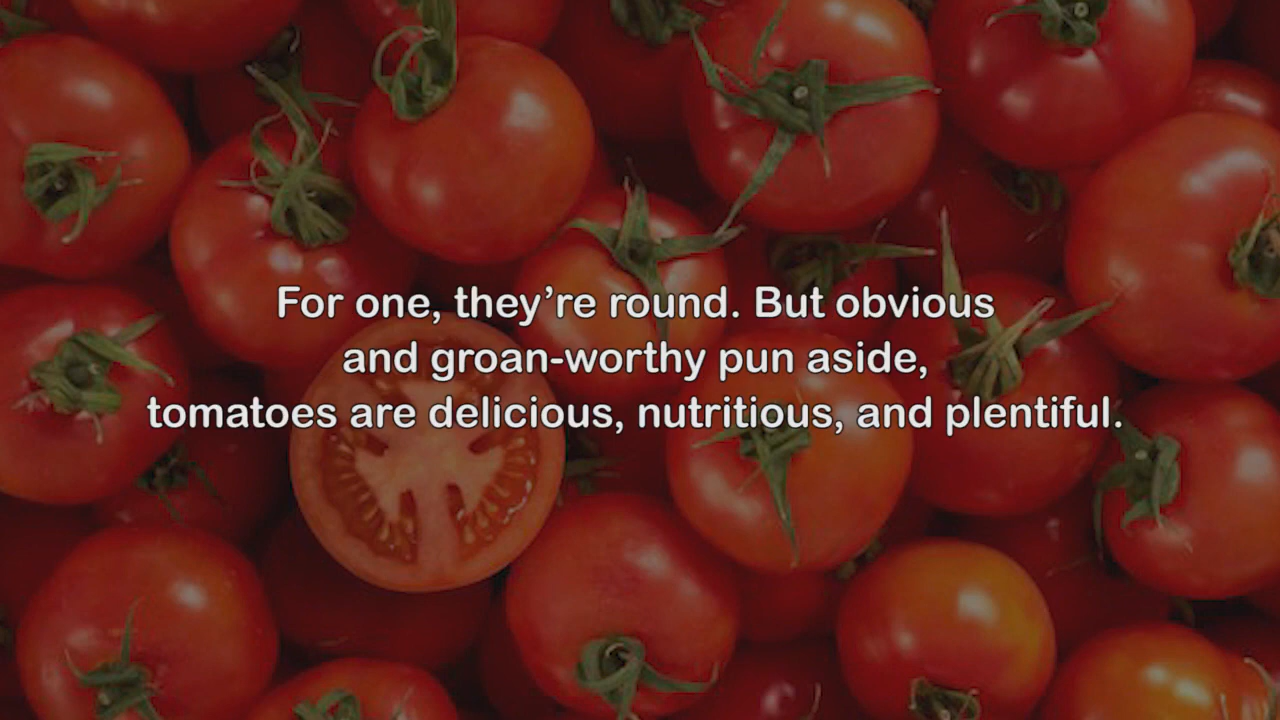 For one, they’re round. But obvious
and groan-worthy pun aside,
tomatoes are delicious, nutritious, and plentiful.